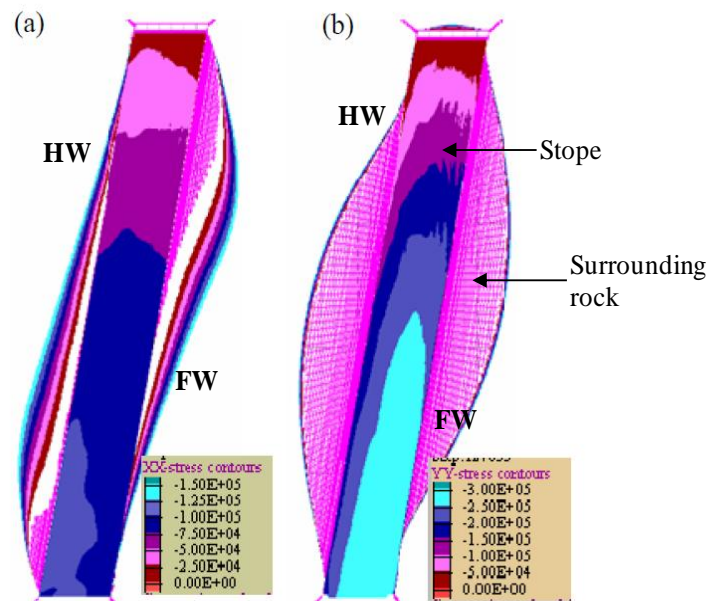 (a)
(b)
HW
HW
Stope
Surrounding
rock
FW
FW
XX-stress contours
-1.50E+05
-1.25E+05
-1.00E+05
-7.50E+04
-5.00E+04
-2.50E+04
0.00E+00
YY-stress contours
-3.00E+05
-2.50E+05
-2.00E+05
-1.50E+05
-1.00E+05
-5.00E+04
0.00E+00